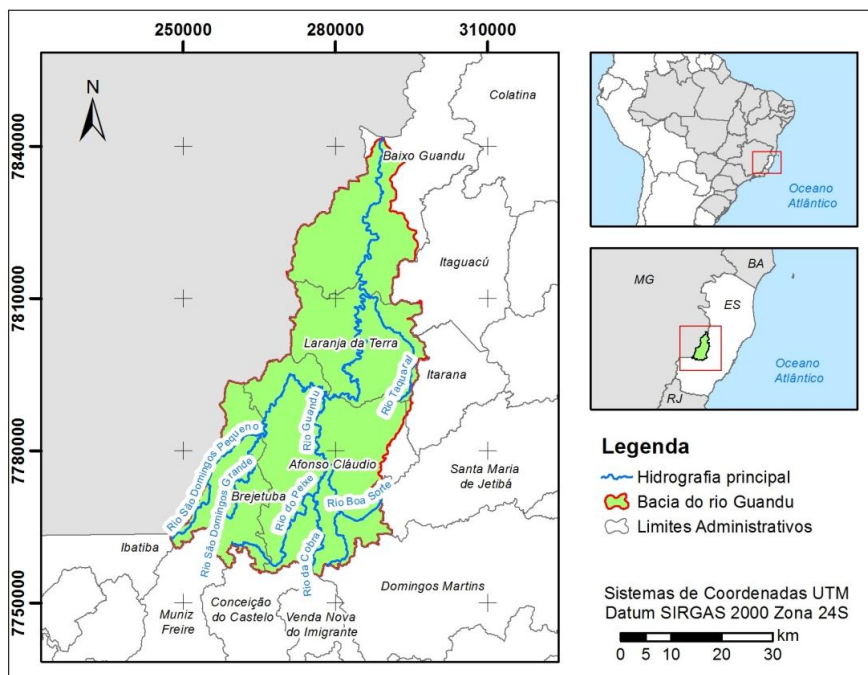 250000
280000
310000
N
7840000
7810000
7780000
7750000
Colatina
Baixo Guandu
Itaguacú
Laranja da Terra
Itarana
Rio Taquaral
Rio Guandu
Rio São Domingos Pequeno
Rio São Domingos Grande
Afonso Cláudio
Santa Maria
de Jetibá
Brejetuba
Rio do Peixe
Rio Boa Sorte
Rio da Cobra
Ibatiba
Domingos Martins
Muniz
Freire
Conceição
do Castelo
Venda Nova
do Imigrante
Oceano
Atlântico
MG
BA
ES
RJ
Oceano
Atlântico
Legenda
Hidrografia principal
Bacia do rio Guandu
Limites Administrativos
Sistemas de Coordenadas UTM
Datum SIRGAS 2000 Zona 24S
km
0 5 10 20 30